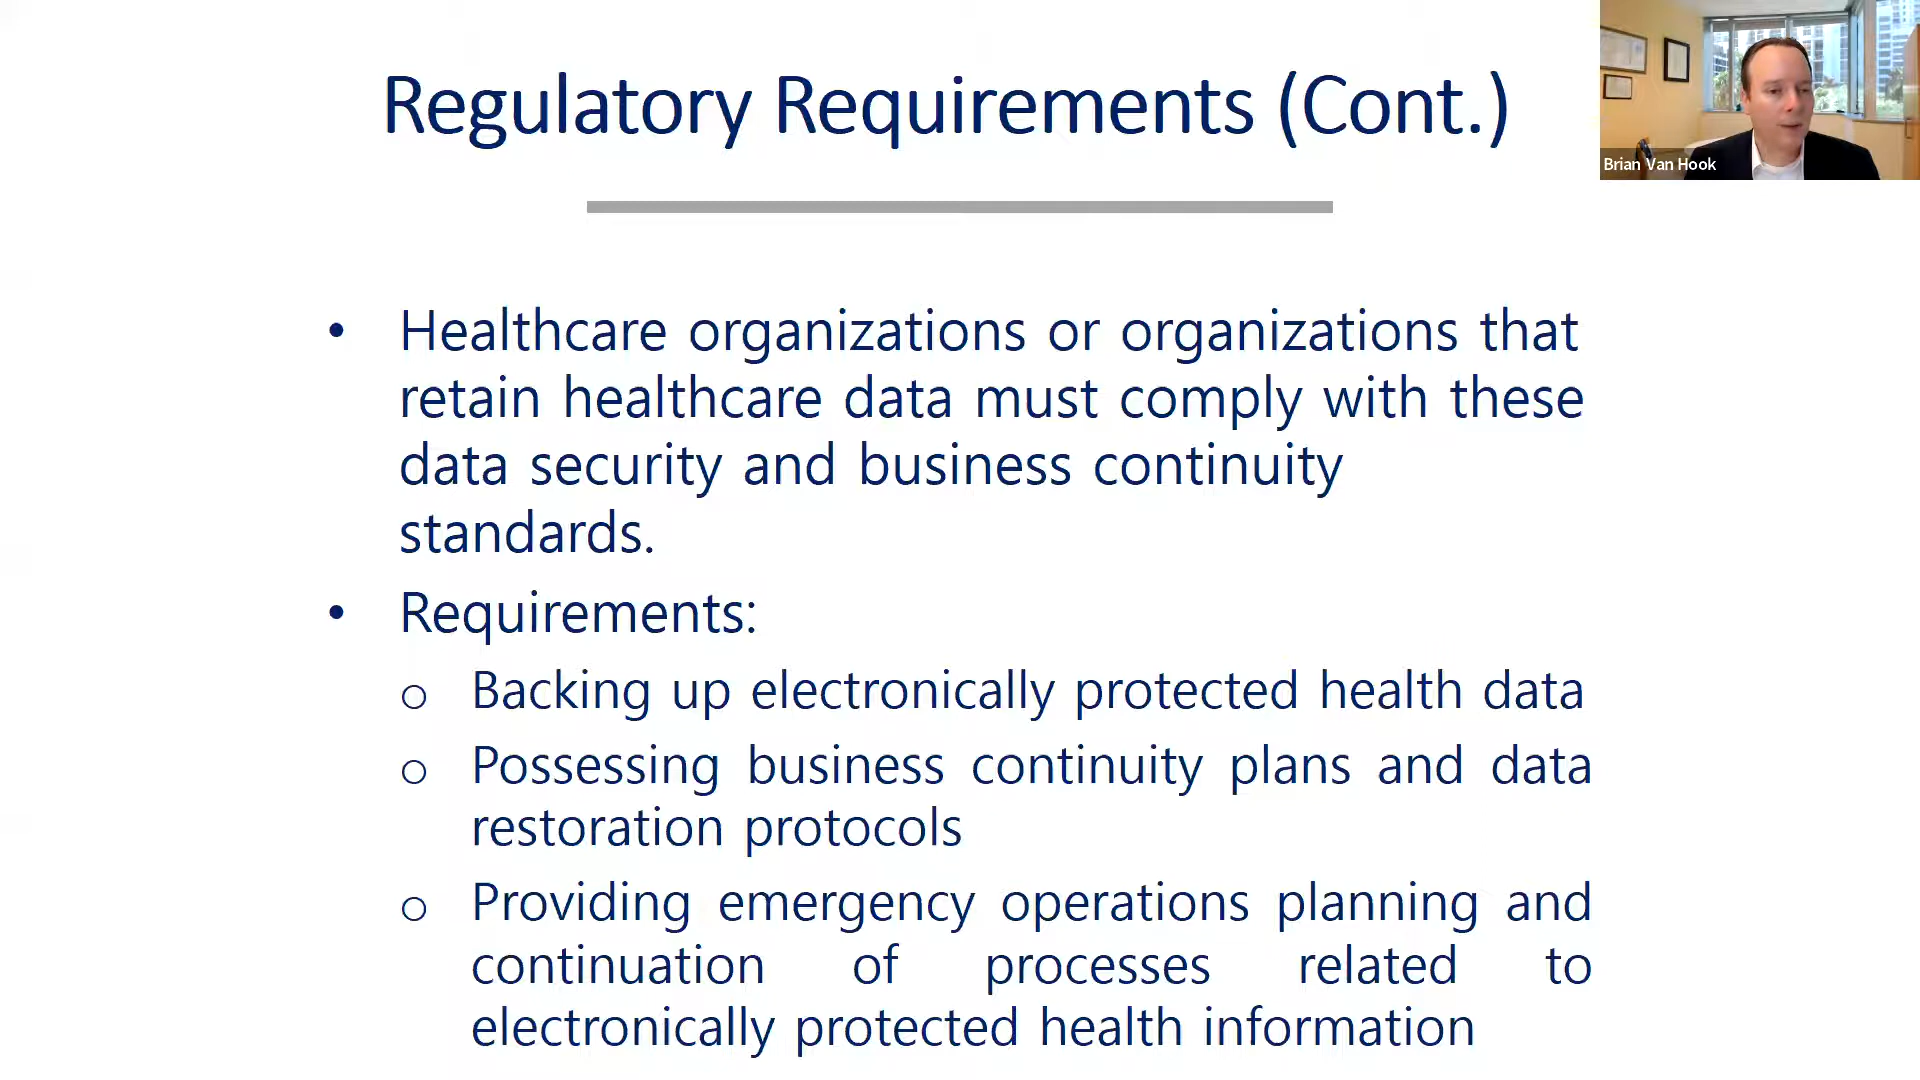 Regulatory Requirements (Cont.)
Brian Van Hook
• Healthcare organizations or organizations that
retain healthcare data must comply with these
data security and business continuity
standards.
• Requirements:
o Backing up electronically protected health data
o Possessing business continuity plans and data
restoration protocols
o Providing emergency operations planning and
continuation of processes related to
electronically protected health information